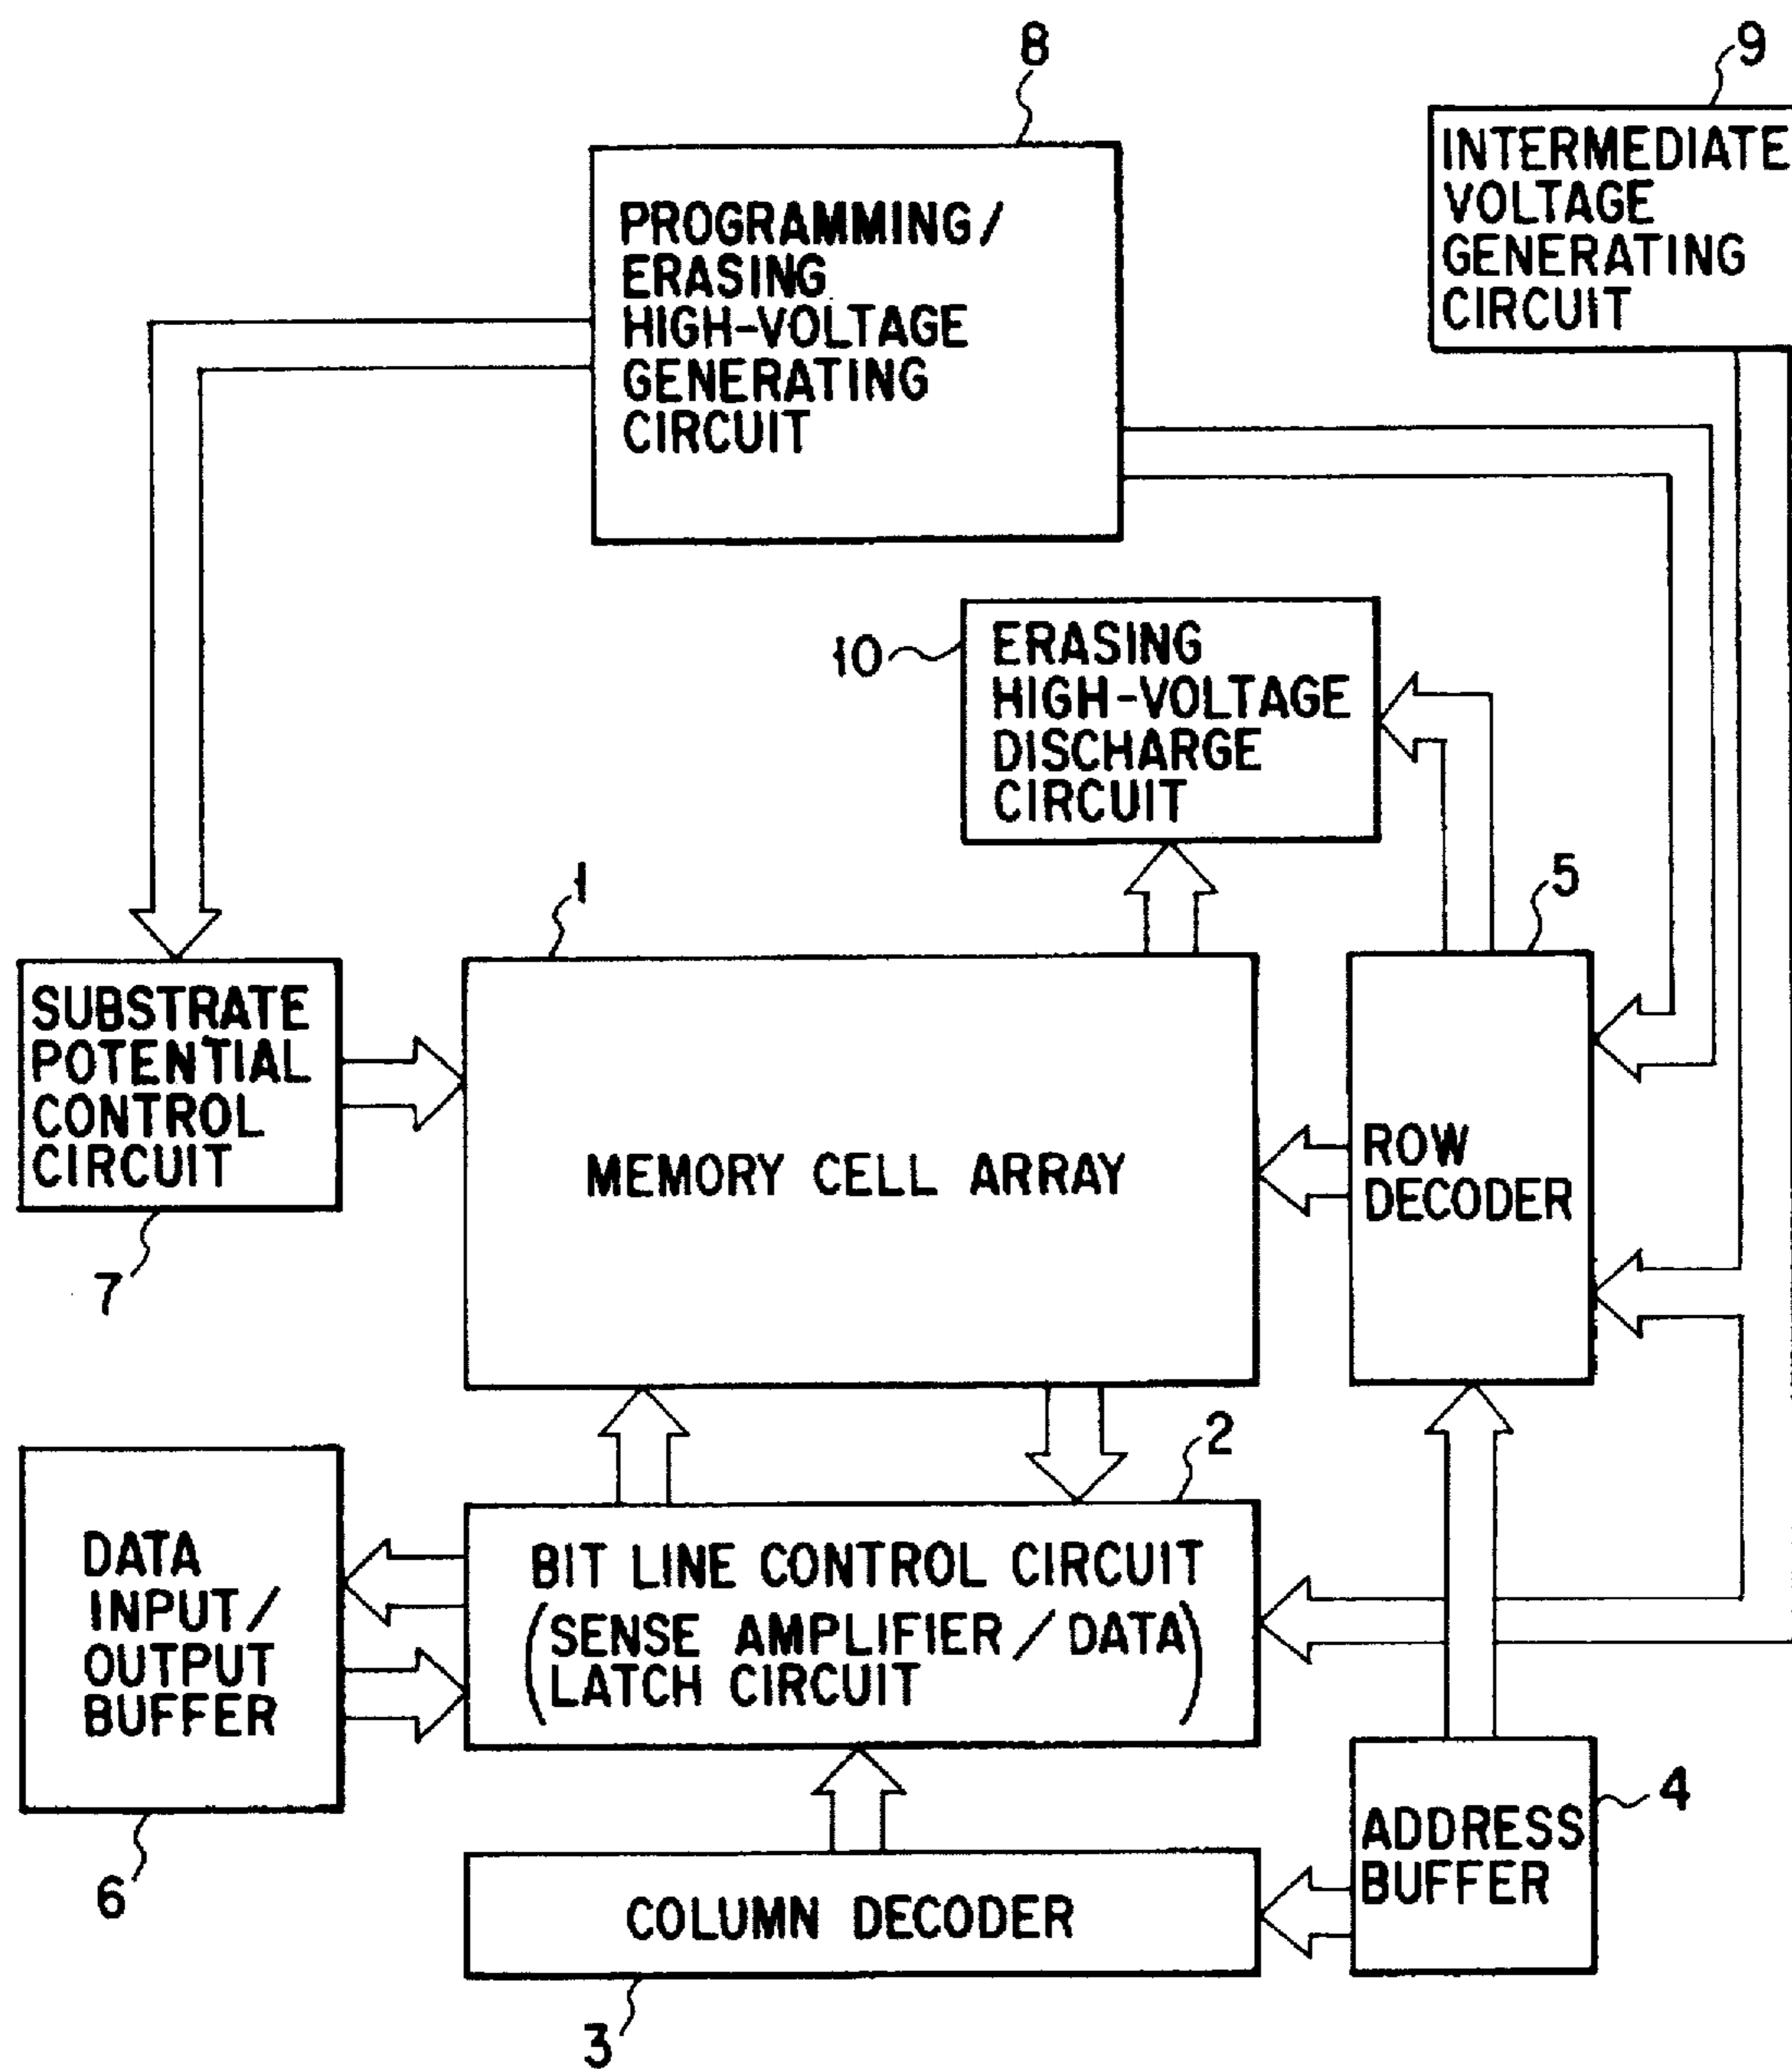 8
9
PROGRAMMING/
ERASING
HIGH-VOLTAGE
GENERATING
CIRCUIT
INTERMEDIATE
VOLTAGE
GENERATING
CIRCUIT
10
ERASING
HIGH-VOLTAGE
DISCHARGE
CIRCUIT
1
5
SUBSTRATE
POTENTIAL
CONTROL
CIRCUIT
7
MEMORY CELL ARRAY
ROW
DECODER
2
DATA
INPUT/
OUTPUT
BUFFER
6
BIT LINE CONTROL CIRCUIT
(SENSE AMPLIFIER/DATA
LATCH CIRCUIT)
4
ADDRESS
BUFFER
COLUMN DECODER
3